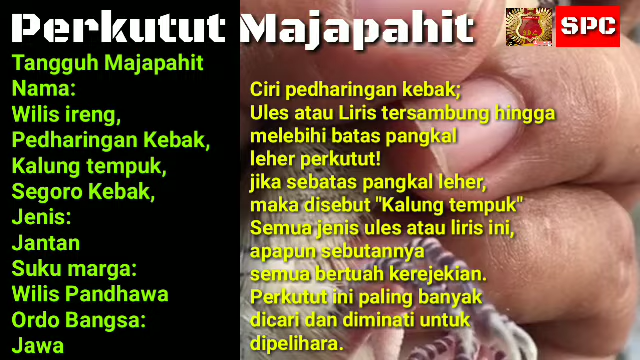 Perkutut Majapahit
SPC
Tangguh Majapahit
Nama:
Wilis ireng,
Pedharingan Kebak,
Kalung tempuk,
Segoro Kebak,
Jenis:
Jantan
Suku marga:
Wilis Pandhawa
Ordo Bangsa:
Jawa
Ciri pedharingan kebak;
Ules atau Liris tersambung hingga
melebihi batas pangkal
leher perkutut!
jika sebatas pangkal leher,
maka disebut "Kalung tempuk"
Semua jenis ules atau liris ini,
apapun sebutannya
semua bertuah kerejekian.
Perkutut ini paling banyak
dicari dan diminati untuk
dipelihara.